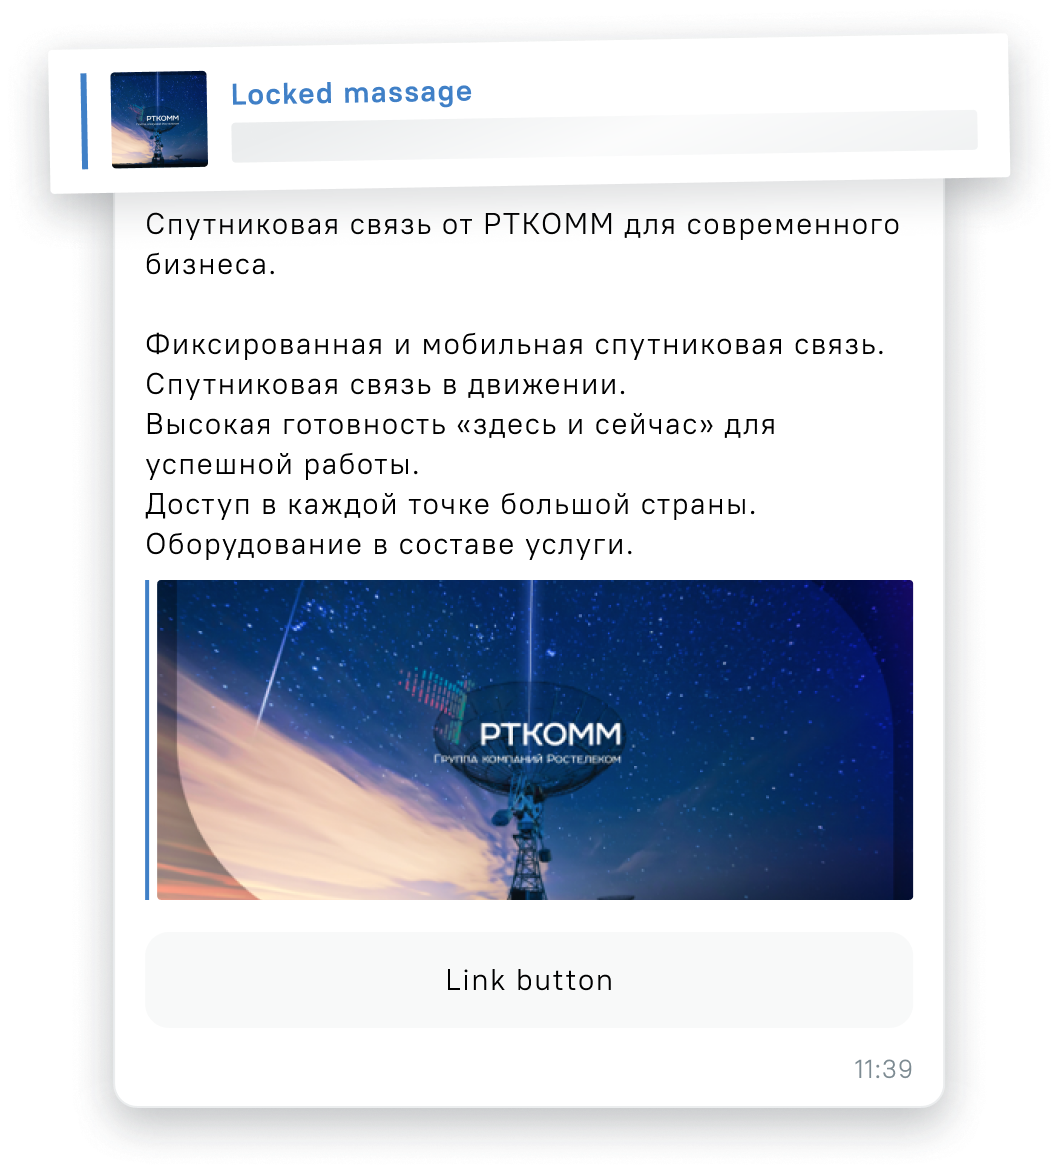 Locked massage
РТКОММ
Спутниковая связь от РТКОММ для современного
бизнеса.
Фиксированная и мобильная спутниковая связь.
Спутниковая связь в движении.
Высокая готовность «здесь и сейчас» для
успешной работы.
Доступ в каждой точке большой страны.
Оборудование в составе услуги.
РТКОММ
Группа компаний Ростелеком
Link button
11:39